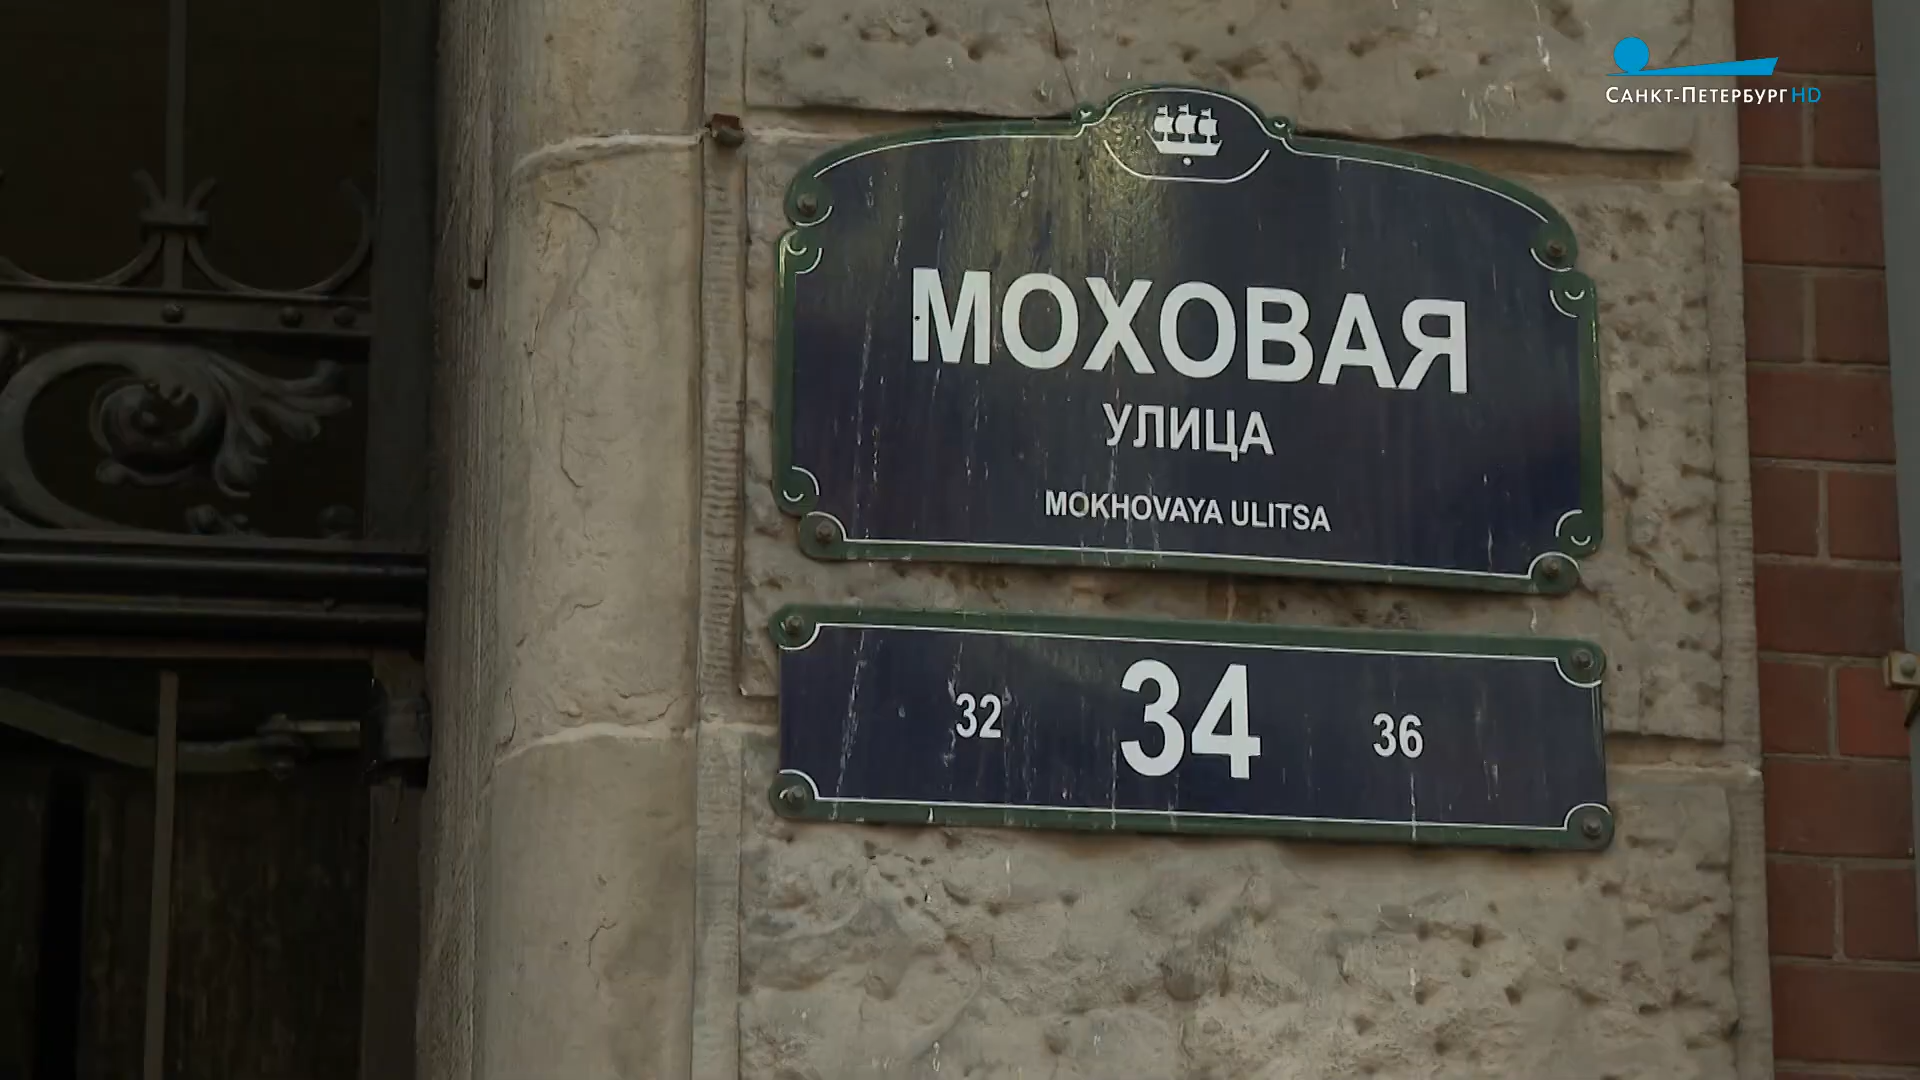 САНКТ-ПЕТЕРБУРГ HD
МОХОВАЯ
УЛИЦА
MOKHOVAYA ULITSA
32 34 36